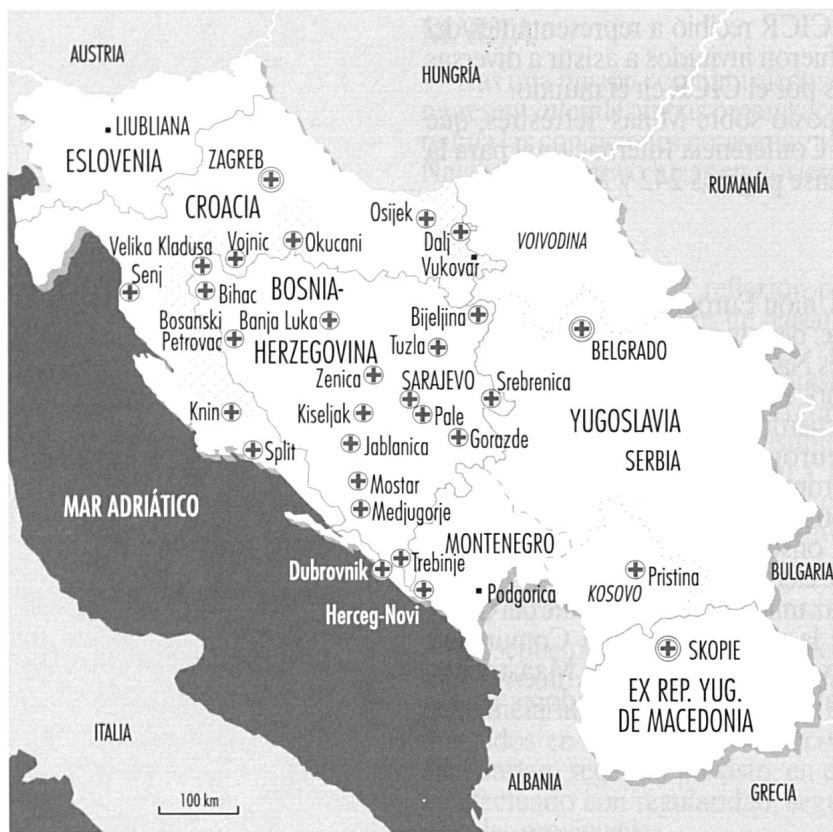 AUSTRIA
HUNGRÍA
LIUBLIANA
ESLOVENIA
ZAGREB
RUMANÍA
CROACIA
Osijek
VOIVODINA
Velika Kladusa
Vojnic
Okucani
Dalj
Vukovar
Senj
Bihac
BOSNIA-
HERZEGOVINA
Bosanski
Petrovac
Banja Luka
Bijeljina
BELGRADO
Tuzla
Zenica
SARAJEVO
Srebrenica
Knin
Kiseljak
Pale
YUGOSLAVIA
SERBIA
Split
Jablanica
Gorazde
MAR ADRIÁTICO
Mostar
Medjugorje
MONTENEGRO
Dubrovnik
Trebinje
Pristina
BULGARIA
Herceg-Novi
Podgorica
KOSOVO
SKOPIE
EX REP. YUG.
DE MACEDONIA
ITALIA
100 km
ALBANIA
GRECIA